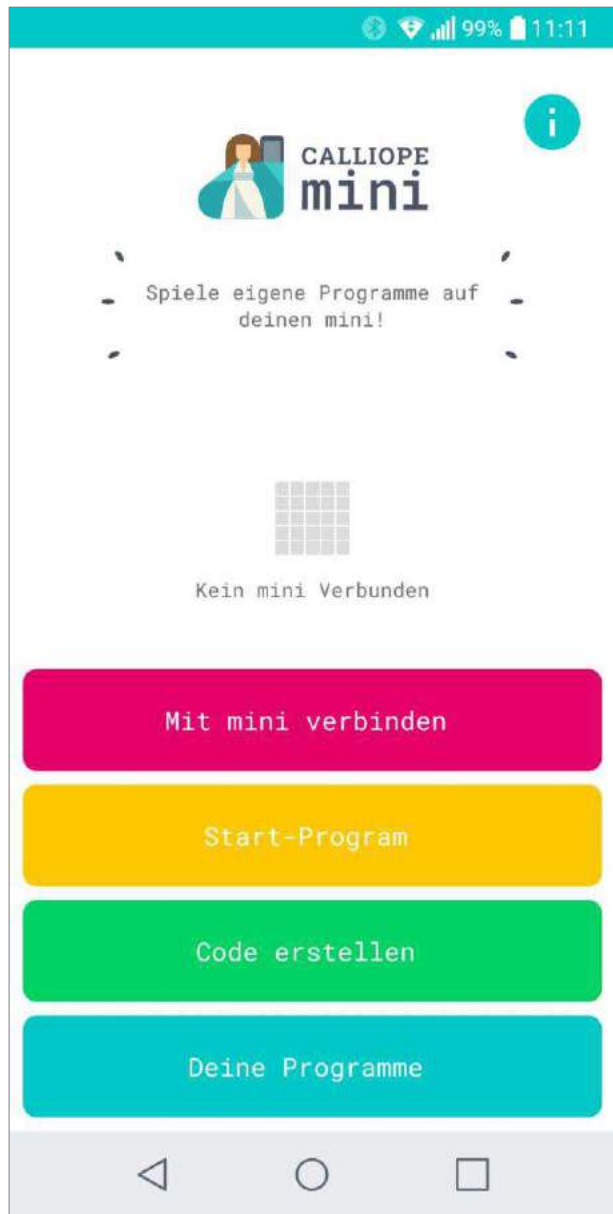 99% 11:11
i
CALLIOPE
mini
Spiele eigene Programme auf
deinen mini!
Kein mini Verbunden
Mit mini verbinden
Start-Program
Code erstellen
Deine Programme